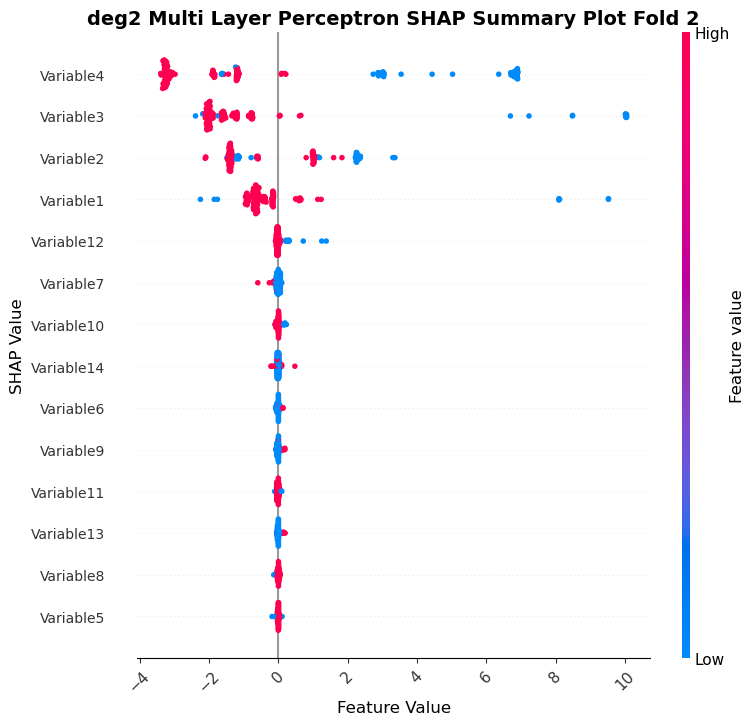 deg2 Multi Layer Perceptron SHAP Summary Plot Fold 2
High
Variable4
Variable3
Variable2
Variable1
Variable12
Variable7
Variable10
Variable14
Variable6
Variable9
Variable11
Variable13
Variable8
Variable5
SHAP Value
Feature value
Low
−4 −2 0 2 4 6 8 10
Feature Value